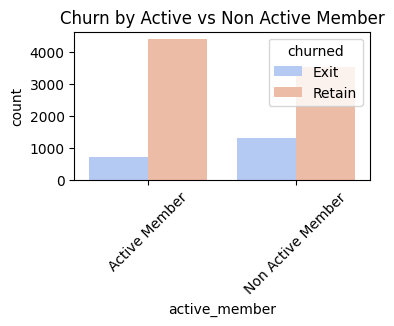 Churn by Active vs Non Active Member
churned
Exit
Retain
count
4000
3000
2000
1000
0
Active Member
Non Active Member
active_member